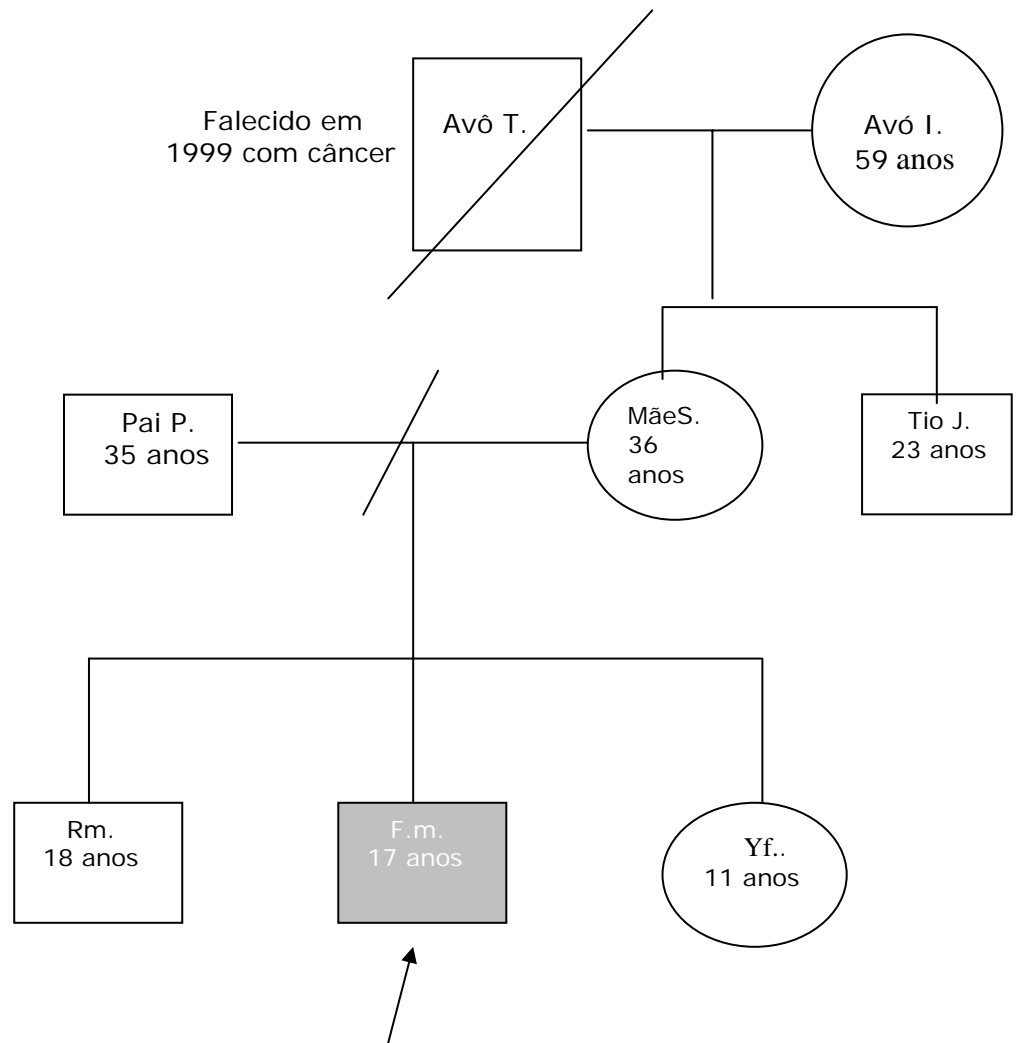 Falecido em
1999 com câncer
Avô T.
Avó I.
59 anos
Pai P.
35 anos
MãeS.
36
anos
Tio J.
23 anos
Rm.
18 anos
F.m.
17 anos
Yf..
11 anos